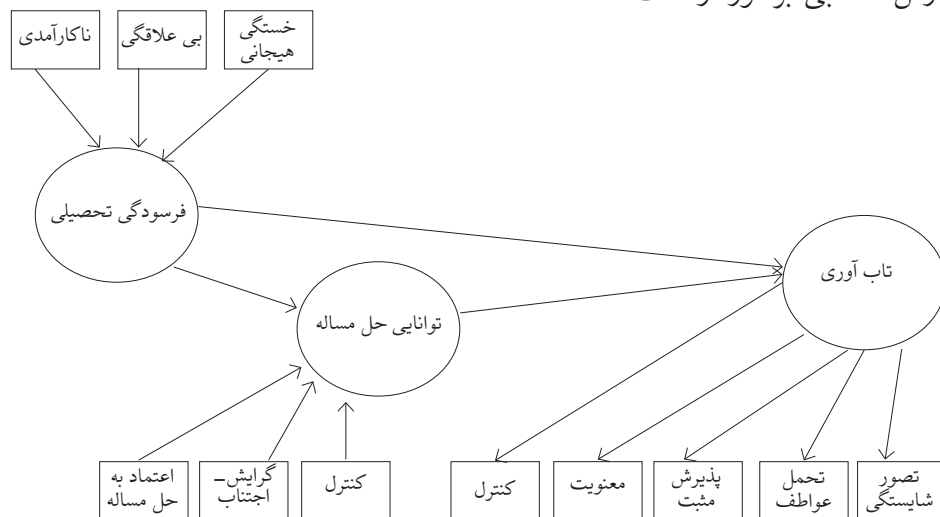 خستگی
هیجانی
بی علاقگی
ناکارآمدی
فرسودگی تحصیلی
تاب آوری
توانایی حل مساله
تصور
شایستگی
تحمل
عواطف
پذیرش
مثبت
معنویت
کنترل
کنترل
گرایش–
اجتناب
اعتماد به
حل مساله